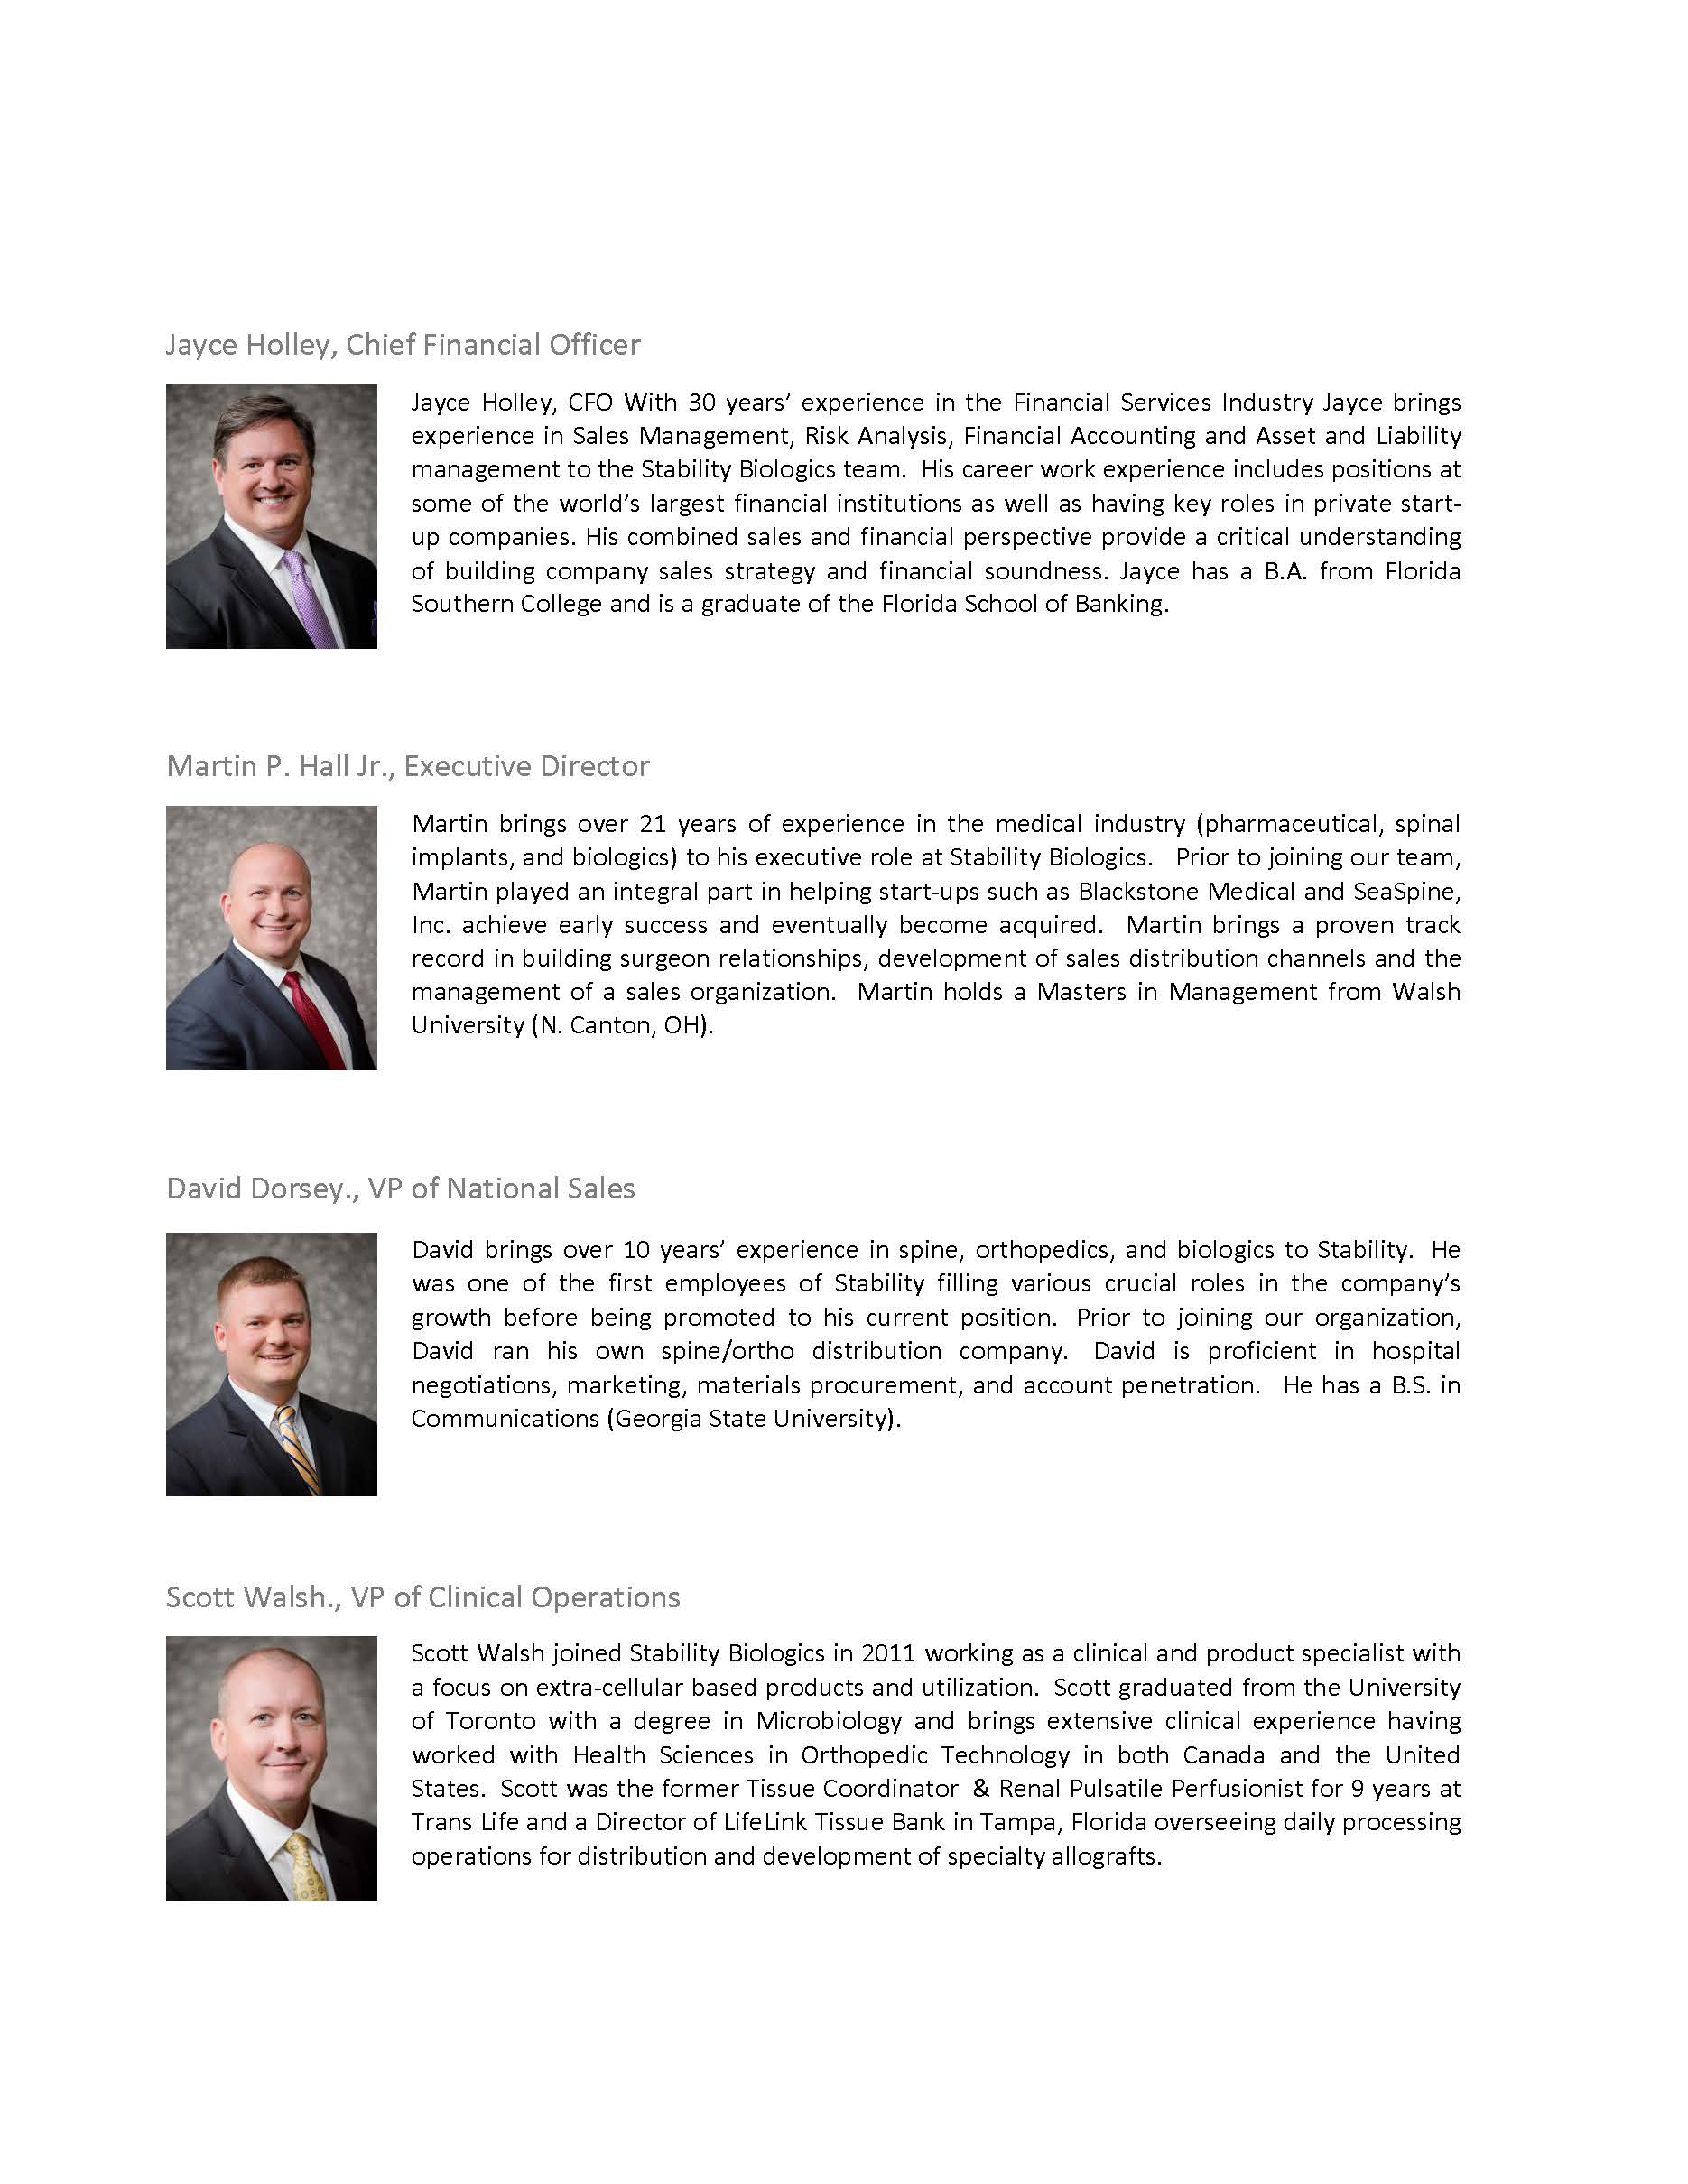 Jayce Holley, Chief Financial Officer
Jayce Holley, CFO With 30 years’ experience in the Financial Services Industry Jayce brings
experience in Sales Management, Risk Analysis, Financial Accounting and Asset and Liability
management to the Stability Biologics team.  His career work experience includes positions at
some of the world’s largest financial institutions as well as having key roles in private start-
up companies. His combined sales and financial perspective provide a critical understanding
of building company sales strategy and financial soundness. Jayce has a B.A. from Florida
Southern College and is a graduate of the Florida School of Banking.
Martin P. Hall Jr., Executive Director
Martin brings over 21 years of experience in the medical industry (pharmaceutical, spinal
implants, and biologics) to his executive role at Stability Biologics.   Prior to joining our team,
Martin played an integral part in helping start-ups such as Blackstone Medical and SeaSpine,
Inc. achieve early success and eventually become acquired.  Martin brings a proven track
record in building surgeon relationships, development of sales distribution channels and the
management of a sales organization.  Martin holds a Masters in Management from Walsh
University (N. Canton, OH).
David Dorsey., VP of National Sales
David brings over 10 years’ experience in spine, orthopedics, and biologics to Stability.  He
was one of the first employees of Stability filling various crucial roles in the company’s
growth before being promoted to his current position.  Prior to joining our organization,
David ran his own spine/ortho distribution company.  David is proficient in hospital
negotiations, marketing, materials procurement, and account penetration.   He has a B.S. in
Communications (Georgia State University).
Scott Walsh., VP of Clinical Operations
Scott Walsh joined Stability Biologics in 2011 working as a clinical and product specialist with
a focus on extra-cellular based products and utilization.  Scott graduated from the University
of Toronto with a degree in Microbiology and brings extensive clinical experience having
worked with Health Sciences in Orthopedic Technology in both Canada and the United
States.  Scott was the former Tissue Coordinator  & Renal Pulsatile Perfusionist for 9 years at
Trans Life and a Director of LifeLink Tissue Bank in Tampa, Florida overseeing daily processing
operations for distribution and development of specialty allografts.